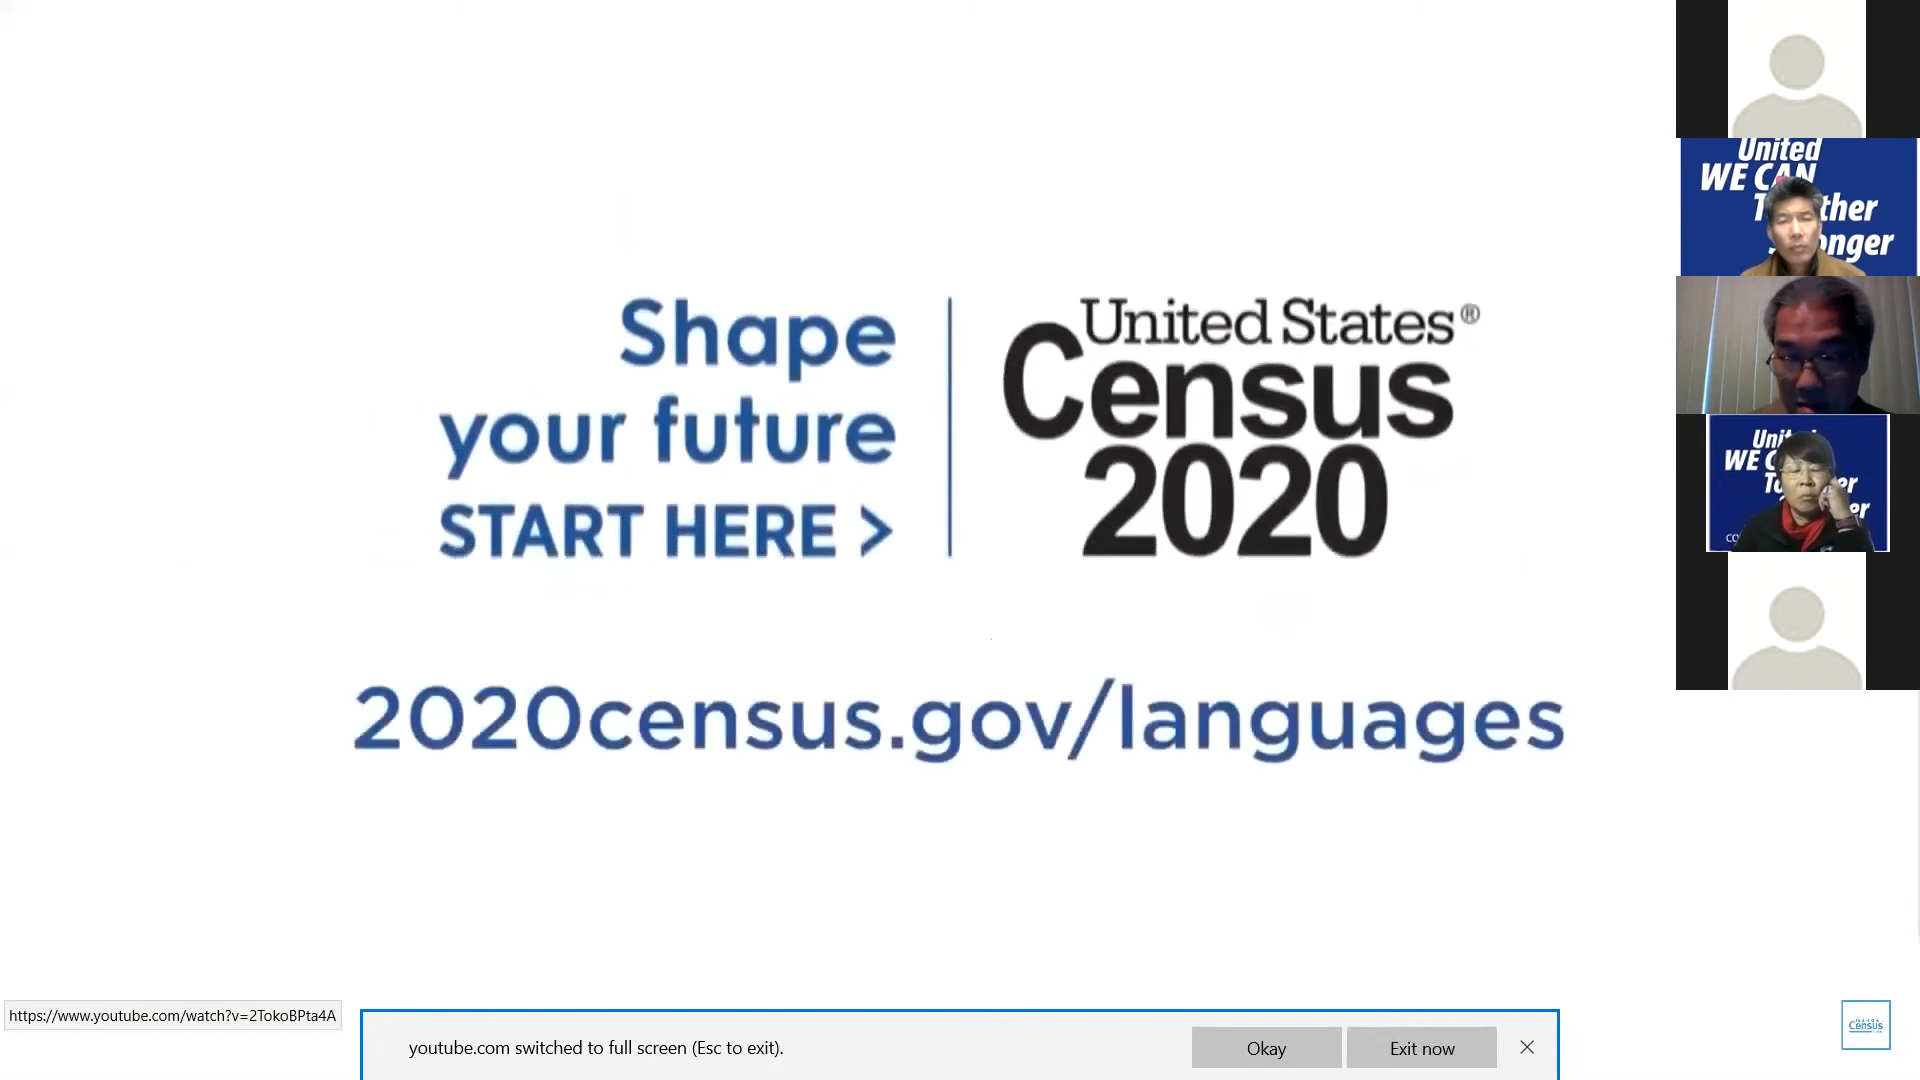 Shape
your future
START HERE >
United States®
Census
2020
2020census.gov/languages
United
WE CAN
https://www.youtube.com/watch?v=2TokoBPta4A
youtube.com switched to full screen (Esc to exit).
Okay
Exit now
Census